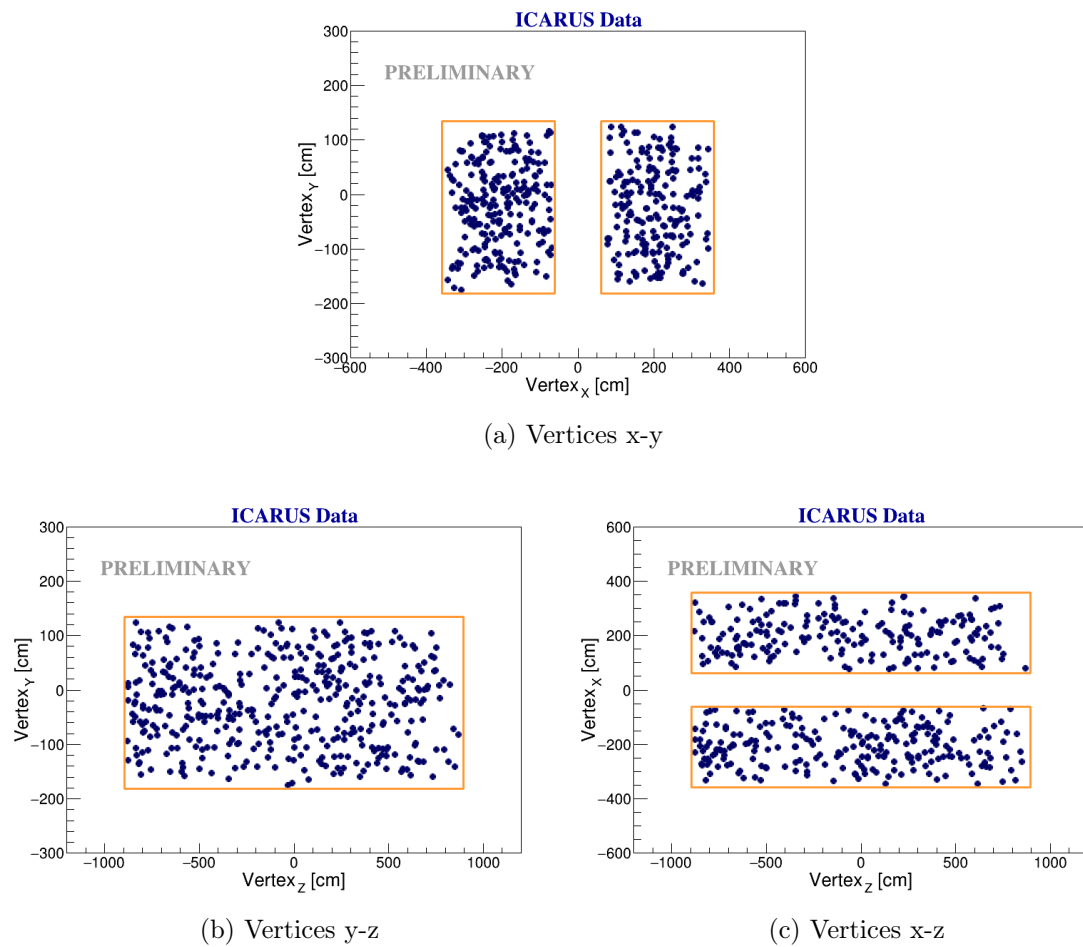 ICARUS Data
PRELIMINARY
300
200
100
0
−100
−200
−300
Vertex_Y [cm]
−600 −400 −200 0 200 400 600
Vertex_X [cm]
(a) Vertices x-y
ICARUS Data
PRELIMINARY
300
200
100
0
−100
−200
−300
Vertex_Y [cm]
−1000 −500 0 500 1000
Vertex_Z [cm]
(b) Vertices y-z
ICARUS Data
PRELIMINARY
600
400
200
0
−200
−400
−600
Vertex_X [cm]
−1000 −500 0 500 1000
Vertex_Z [cm]
(c) Vertices x-z